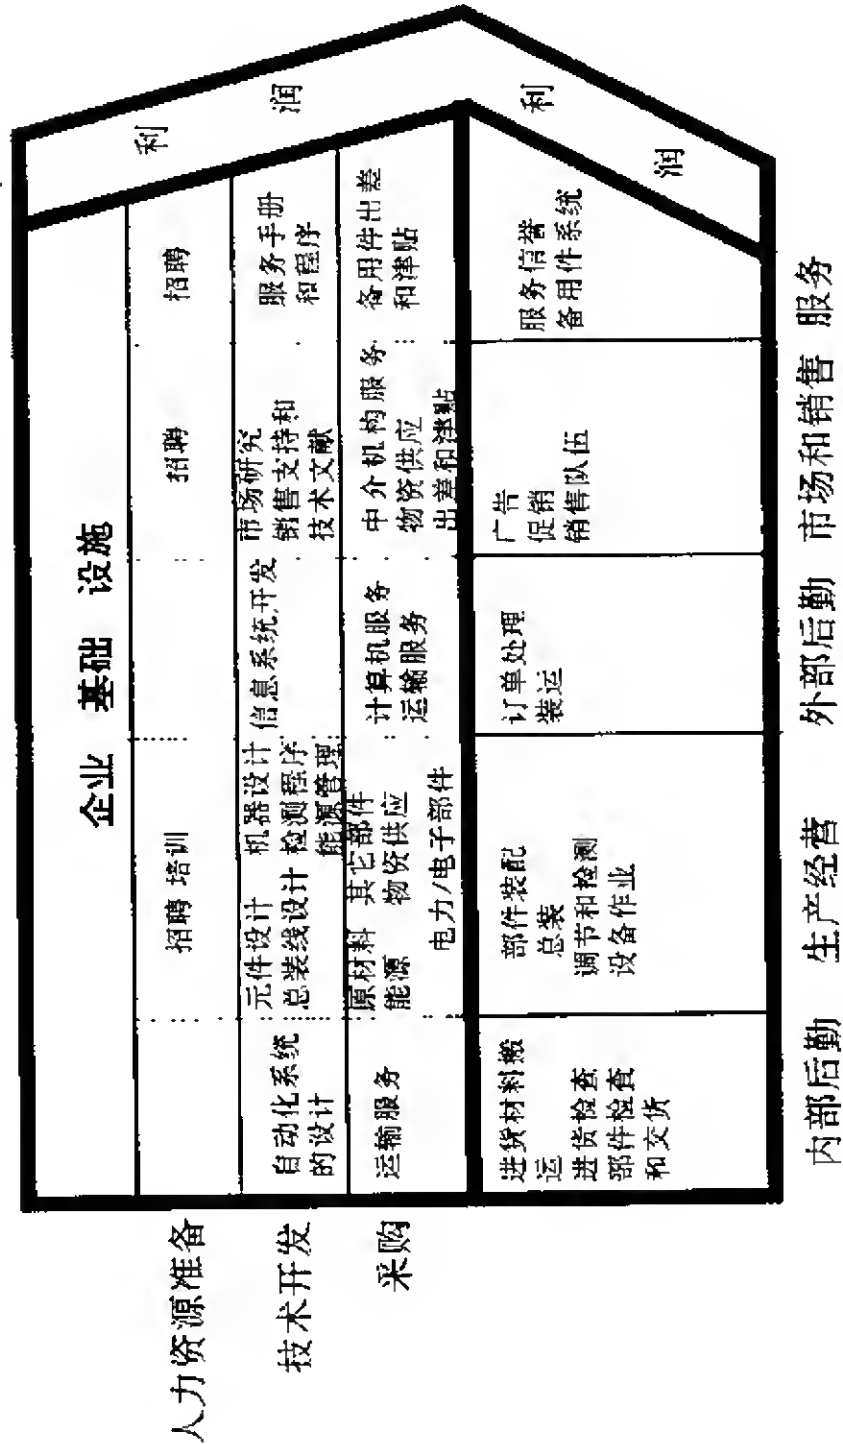 企业 基础 设施
人力资源准备
招聘 培训
招聘
招聘
利
润
技术开发
自动化系统
的设计
元件设计 机器设计
总装线设计 检测程序
能源管理
信息系统开发
市场研究
销售支持和
技术文献
服务手册
和程序
采购
运输服务
原材料 其它部件
能源 物资供应
电力/电子部件
计算机服务
运输服务
中介机构服务
物资供应
出差和津贴
备用件出差
和津贴
进货材料搬
运
进货检查
部件检查
和交货
部件装配
总装
调节和检测
设备作业
订单处理
装运
广告
促销
销售队伍
服务信誉
备用件系统
利
润
内部后勤 生产经营 外部后勤 市场和销售 服务